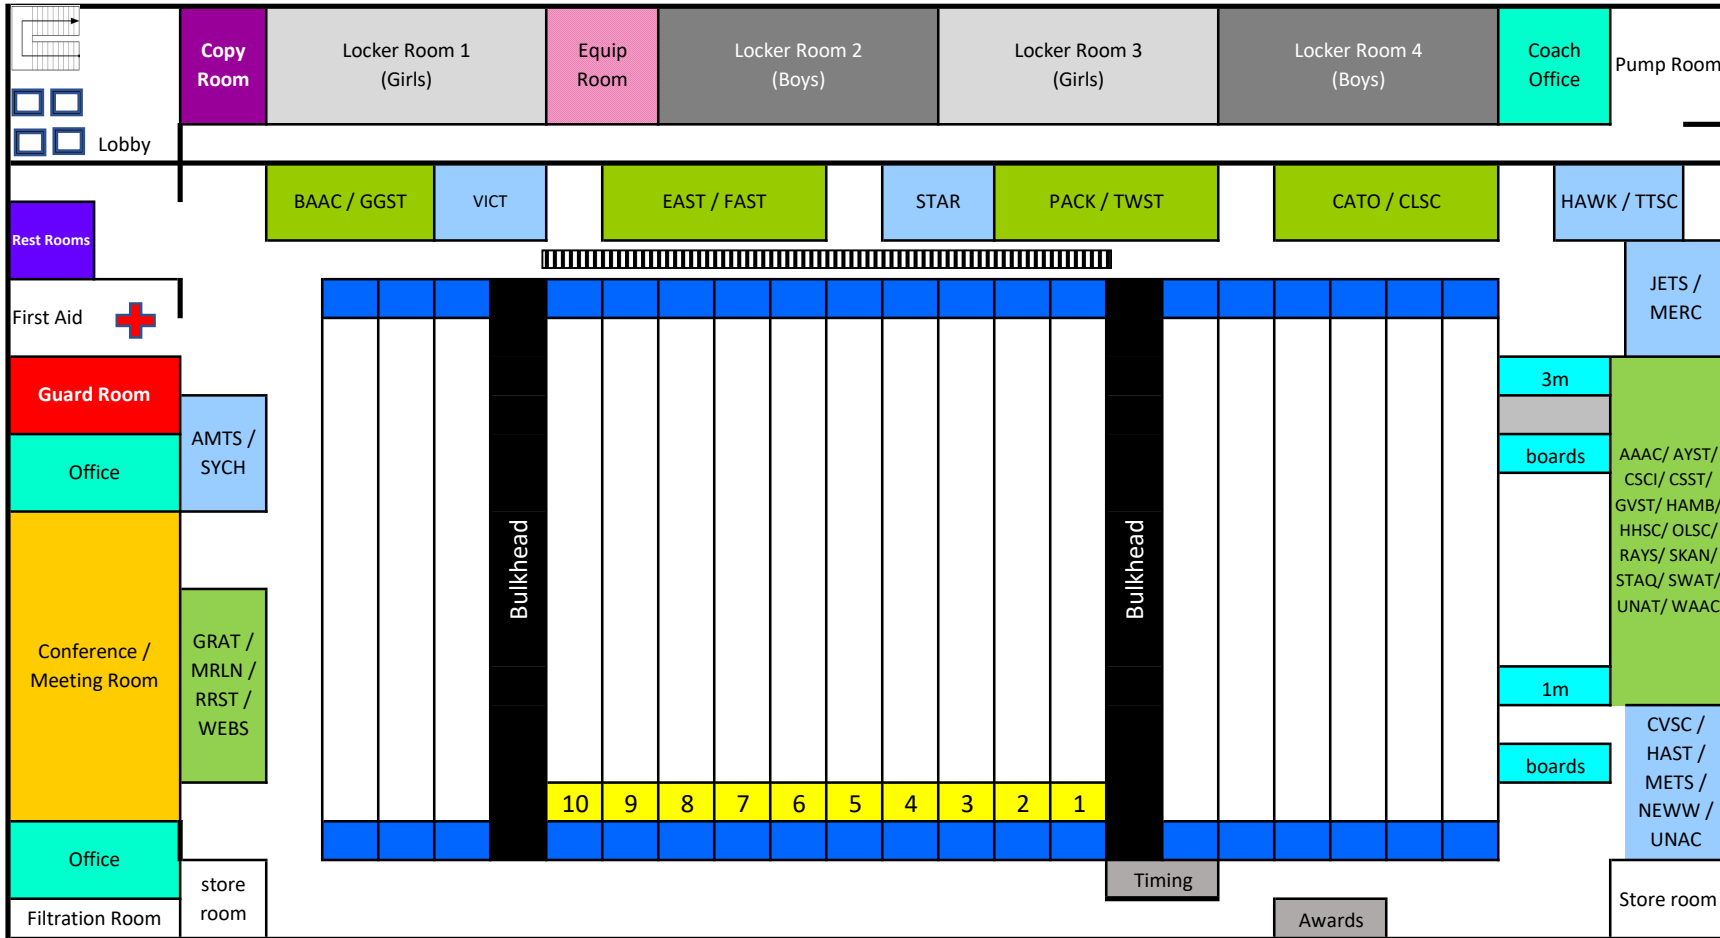 Copy
Room
Locker Room 1
(Girls)
Equip
Room
Locker Room 2
(Boys)
Locker Room 3
(Girls)
Locker Room 4
(Boys)
Coach
Office
Pump Room
Lobby
BAAC / GGST
VICT
EAST / FAST
STAR
PACK / TWST
CATO / CLSC
HAWK / TTSC
Rest Rooms
JETS /
MERC
First Aid
Guard Room
3m
AMTS /
SYCH
Office
boards
AAAC/ AYST/
CSCI/ CSST/
GVST/ HAMB/
HHSC/ OLSC/
RAYS/ SKAN/
STAQ/ SWAT/
UNAT/ WAAC
Bulkhead
Bulkhead
Conference /
Meeting Room
GRAT /
MRLN /
RRST /
WEBS
1m
CVSC /
HAST /
METS /
NEWW /
UNAC
boards
10 9 8 7 6 5 4 3 2 1
Office
store
room
Timing
Filtration Room
Awards
Store room